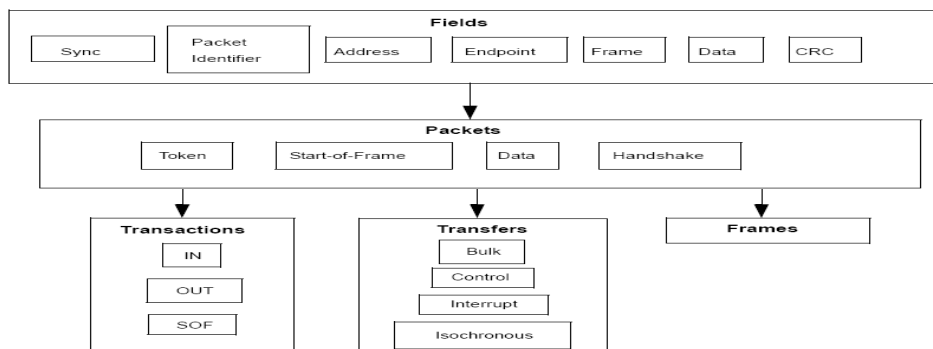 Fields
Sync
Packet
Identifier
Address
Endpoint
Frame
Data
CRC
Packets
Token
Start-of-Frame
Data
Handshake
Transactions
IN
OUT
SOF
Transfers
Bulk
Control
Interrupt
Isochronous
Frames